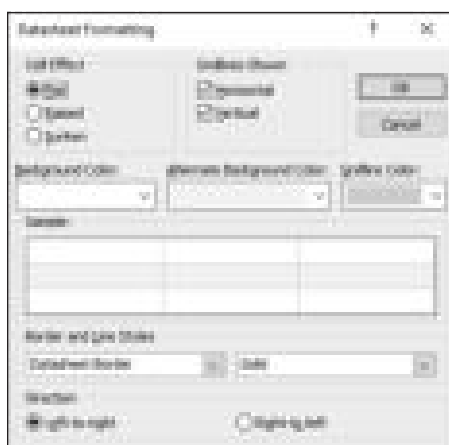 Datasheet Formatting ? ×
Cell Effect
Flat
Raised
Sunken
Gridlines Shown
Horizontal
Vertical
OK
Cancel
Background Color: Alternate Background Color: Gridline Color:
Sample:
Border and Line Styles
Datasheet Border Solid
Direction
Left-to-right Right-to-left